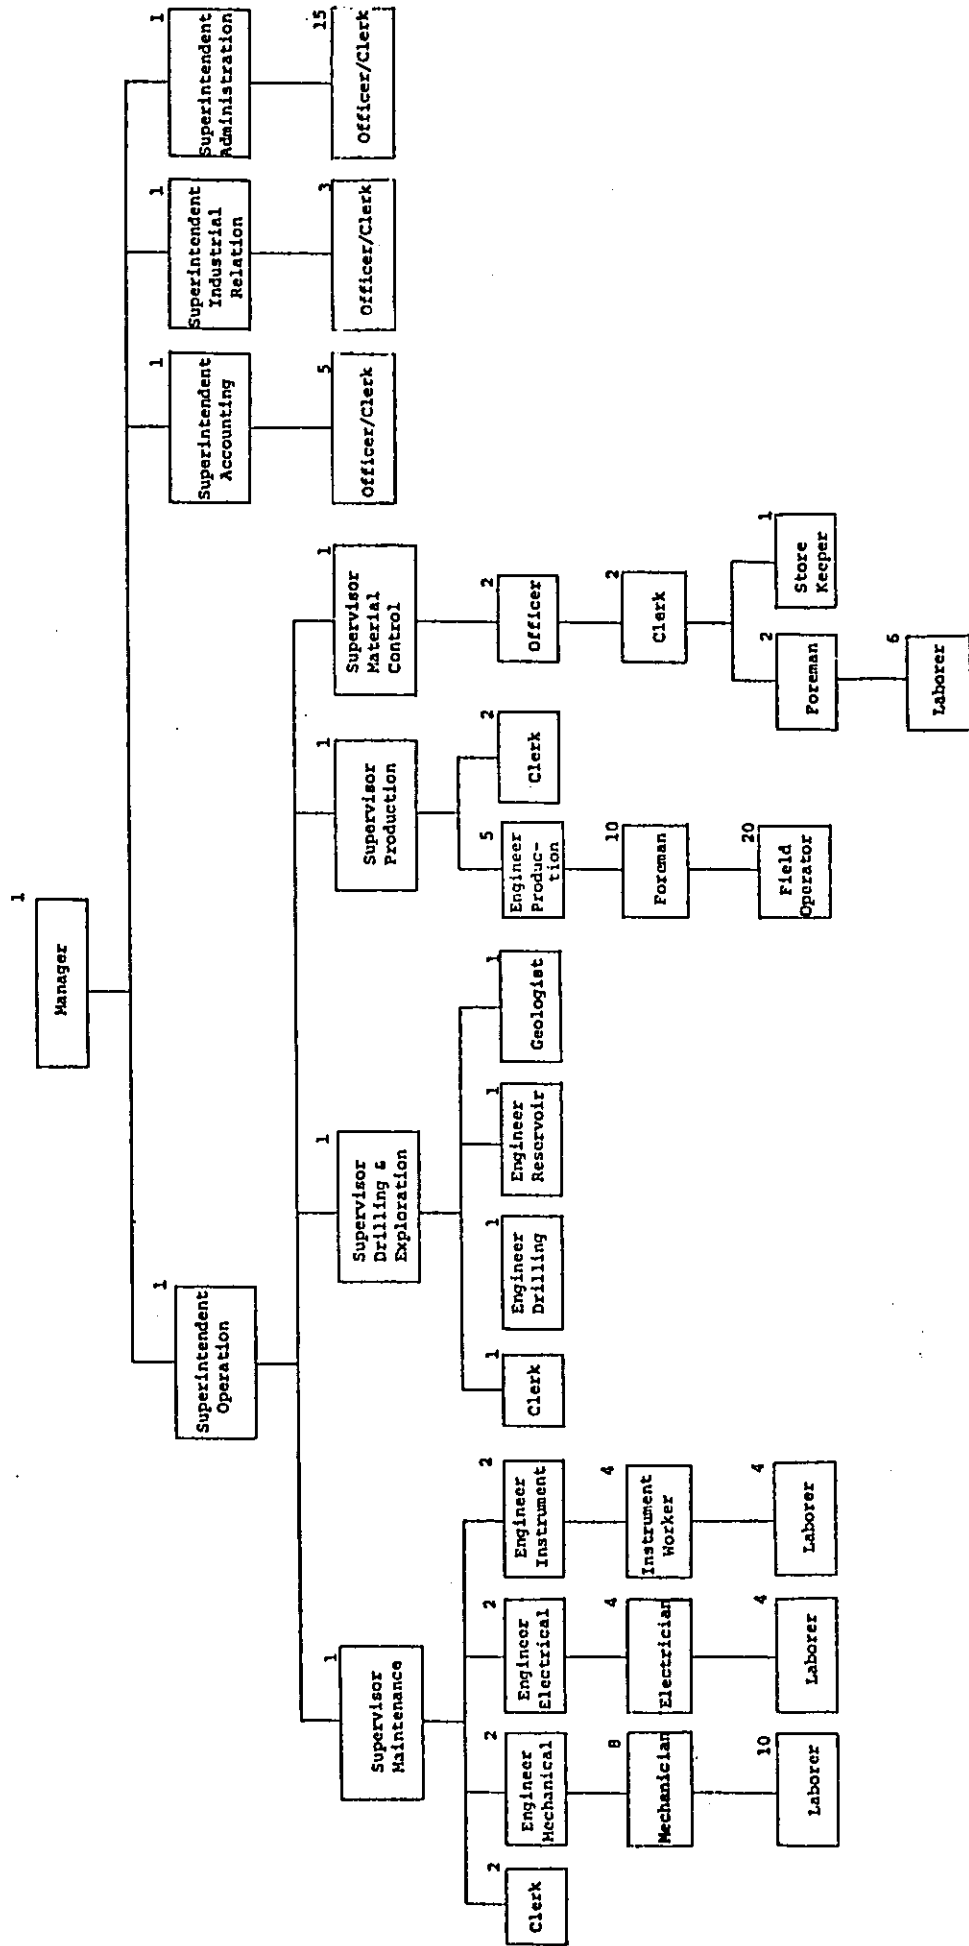 1
Manager
1
Superintendent
Operation
1
Superintendent
Accounting
1
Superintendent
Industrial
Relation
1
Superintendent
Administration
1
Supervisor
Maintenance
1
Supervisor
Drilling &
Exploration
1
Supervisor
Production
1
Supervisor
Material
Control
5
Officer/Clerk
3
Officer/Clerk
15
Officer/Clerk
2
Clerk
2
Engineer
Mechanical
2
Engineer
Electrical
2
Engineer
Instrument
1
Clerk
1
Engineer
Drilling
1
Engineer
Reservoir
1
Geologist
5
Engineer
Produc-
tion
2
Clerk
2
Officer
8
Mechanician
4
Electrician
4
Instrument
Worker
10
Foreman
2
Clerk
10
Laborer
4
Laborer
4
Laborer
20
Field
Operator
2
Foreman
1
Store
Keeper
6
Laborer